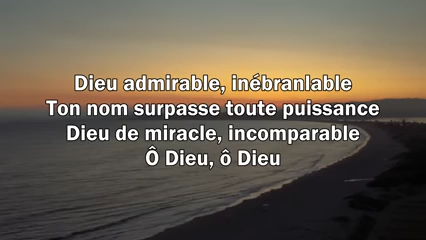 Dieu admirable, inébranlable
Ton nom surpasse toute puissance
Dieu de miracle, incomparable
Ô Dieu, ô Dieu